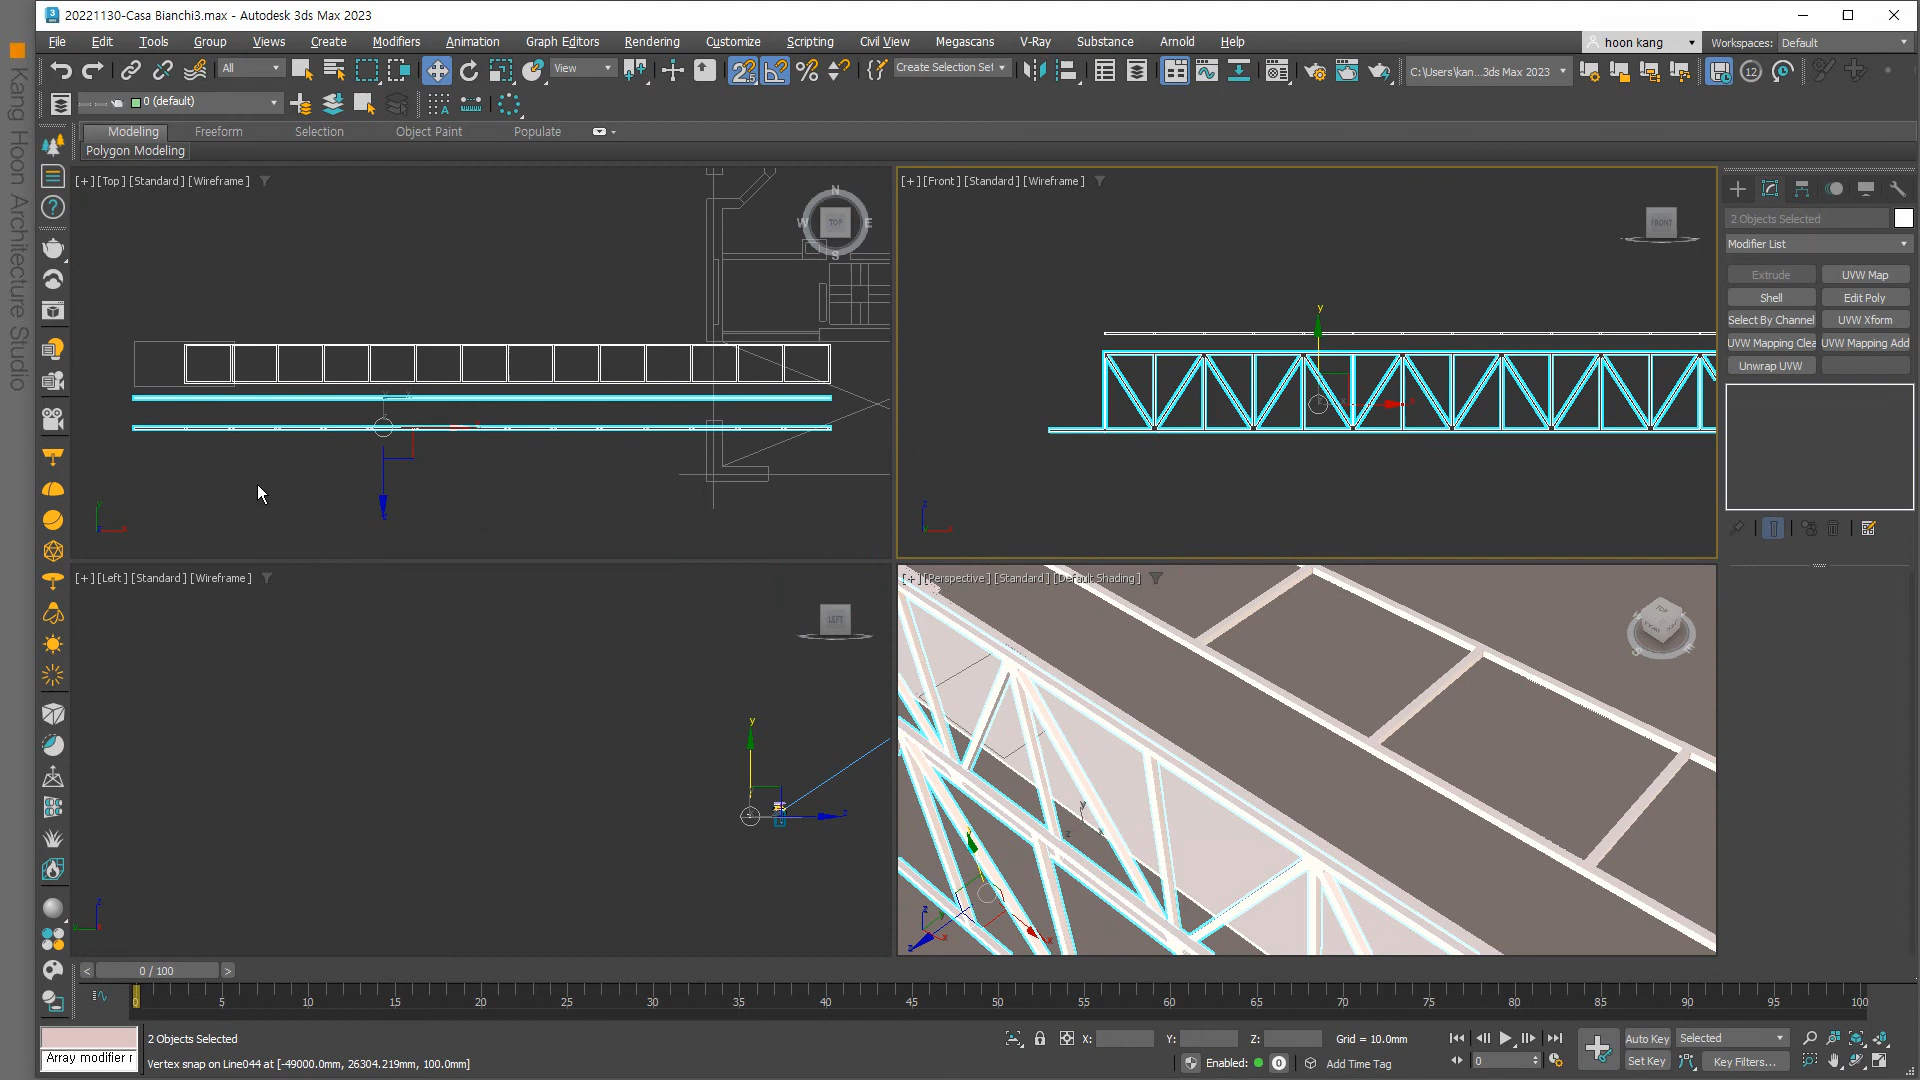 20221130-Casa Bianchi3.max - Autodesk 3ds Max 2023
File Edit Tools Group Views Create Modifiers Animation Graph Editors Rendering Customize Scripting Civil View Megascans V-Ray Substance Arnold Help
hoon kang
Workspaces: Default
All
View
Create Selection Set
C:\Users\kan...3ds Max 2023
12
0 (default)
Modeling Freeform Selection Object Paint Populate
Polygon Modeling
Kang Hoon Architecture Studio
[+] [Top] [Standard] [Wireframe]
N
W TOP E
S
[+] [Front] [Standard] [Wireframe]
FRONT
y
2 Objects Selected
Modifier List
Extrude UVW Map
Shell Edit Poly
Select By Channel UVW Xform
UVW Mapping Clea UVW Mapping Add
Unwrap UVW
[+] [Left] [Standard] [Wireframe]
LEFT
y
z
[+] [Perspective] [Standard] [Default Shading]
TOP
S E
0 / 100
0 5 10 15 20 25 30 35 40 45 50 55 60 65 70 75 80 85 90 95 100
2 Objects Selected
Array modifier r
Vertex snap on Line044 at [-49000.0mm, 26304.219mm, 100.0mm]
X: Y: Z: Grid = 10.0mm
Enabled: 0 Add Time Tag
Auto Key Selected
Set Key Key Filters...
0